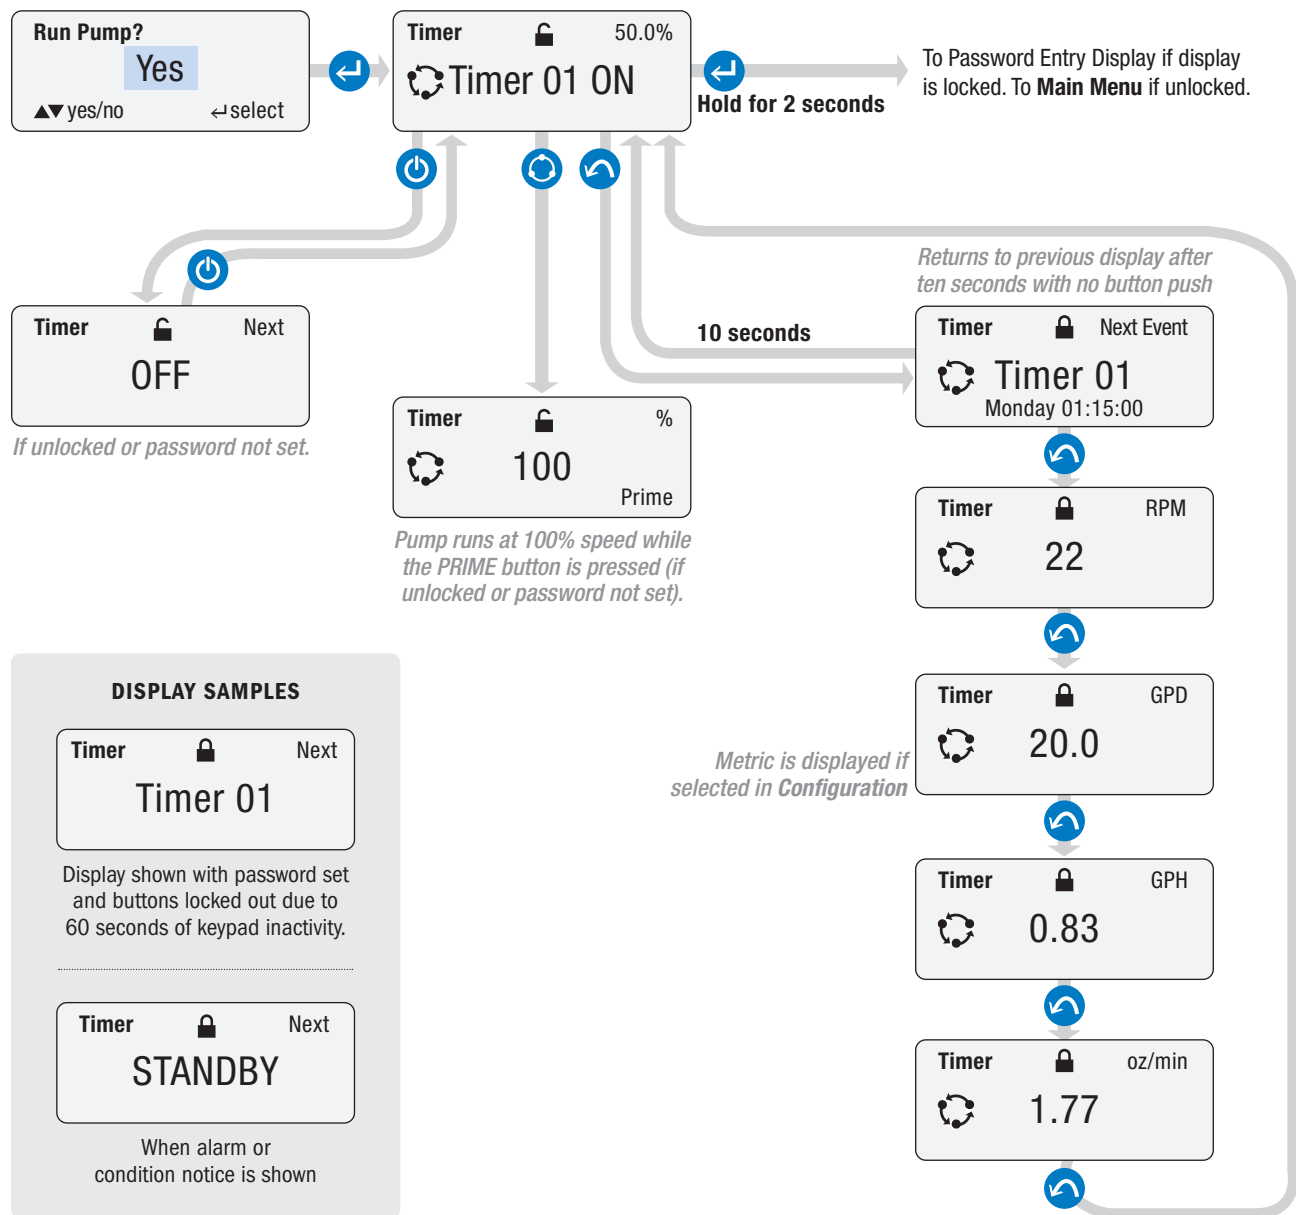 Run Pump?
Yes
▲▼ yes/no ↵ select
Timer 50.0%
Timer 01 ON
Hold for 2 seconds
To Password Entry Display if display
is locked. To Main Menu if unlocked.
Timer Next
OFF
If unlocked or password not set.
Timer %
100
Prime
Pump runs at 100% speed while
the PRIME button is pressed (if
unlocked or password not set).
10 seconds
Returns to previous display after
ten seconds with no button push
Timer Next Event
Timer 01
Monday 01:15:00
Timer RPM
22
Timer GPD
20.0
Metric is displayed if
selected in Configuration
Timer GPH
0.83
Timer oz/min
1.77
DISPLAY SAMPLES
Timer Next
Timer 01
Display shown with password set
and buttons locked out due to
60 seconds of keypad inactivity.
Timer Next
STANDBY
When alarm or
condition notice is shown